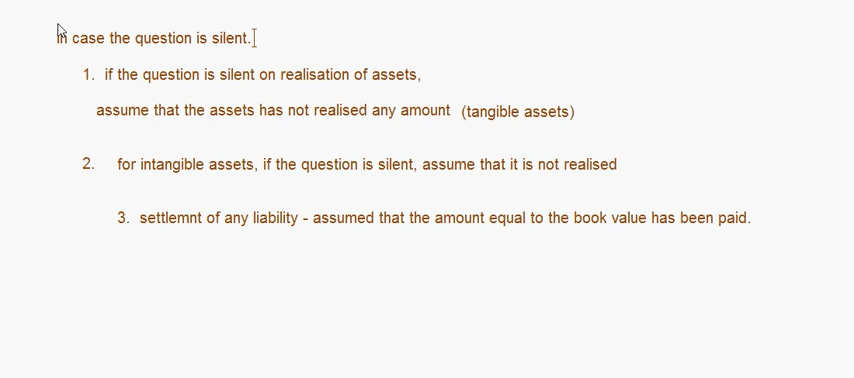 in case the question is silent.
1. if the question is silent on realisation of assets,
assume that the assets has not realised any amount (tangible assets)
2. for intangible assets, if the question is silent, assume that it is not realised
3. settlemnt of any liability - assumed that the amount equal to the book value has been paid.